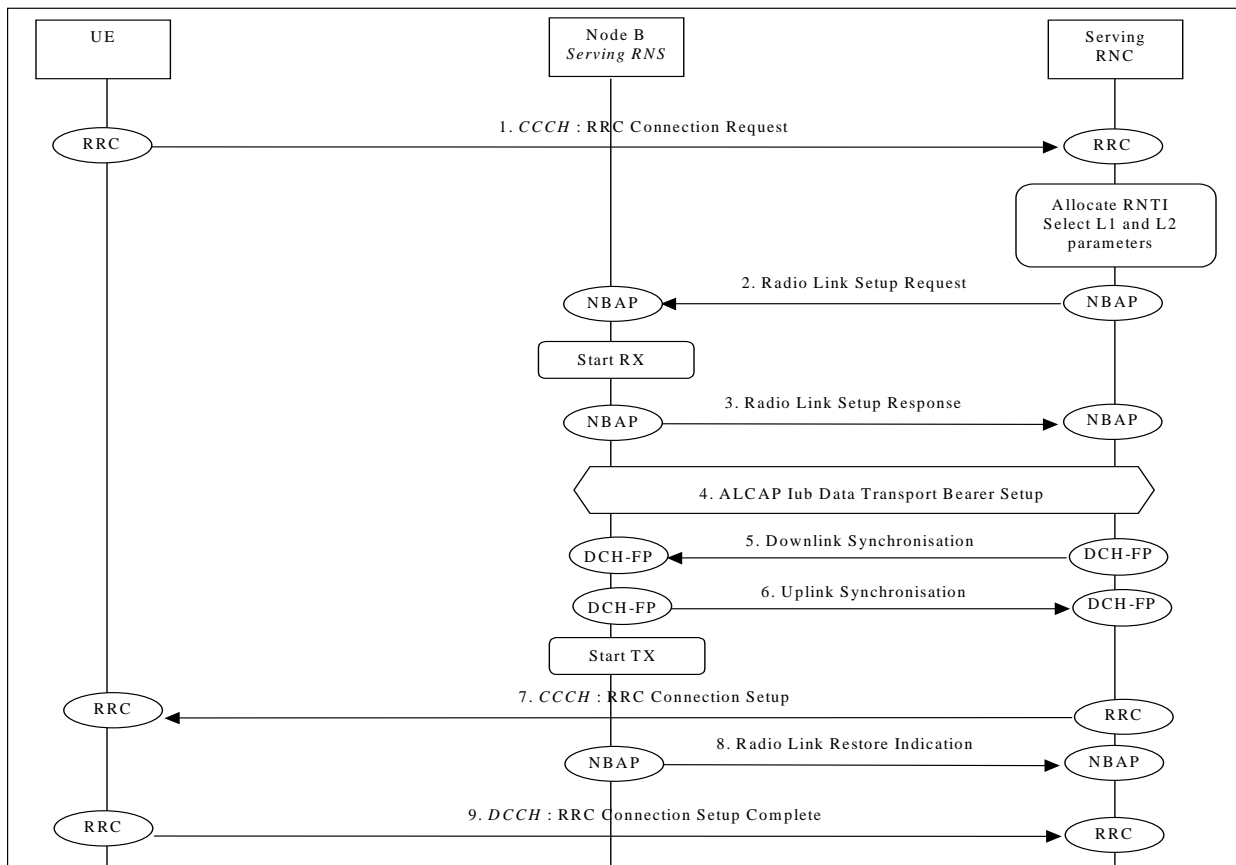 UE
Node B
Serving RNS
Serving
RNC
1. CCCH : RRC Connection Request
RRC
RRC
Allocate RNTI
Select L1 and L2
parameters
2. Radio Link Setup Request
NBAP
NBAP
Start RX
3. Radio Link Setup Response
NBAP
NBAP
4. ALCAP Iub Data Transport Bearer Setup
5. Downlink Synchronisation
DCH-FP
DCH-FP
6. Uplink Synchronisation
DCH-FP
DCH-FP
Start TX
7. CCCH : RRC Connection Setup
RRC
RRC
8. Radio Link Restore Indication
NBAP
NBAP
9. DCCH : RRC Connection Setup Complete
RRC
RRC